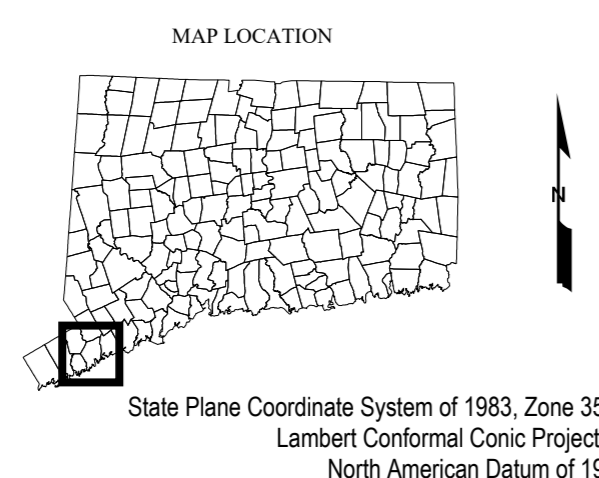 MAP LOCATION
N
State Plane Coordinate System of 1983, Zone 35
Lambert Conformal Conic Project
North American Datum of 19